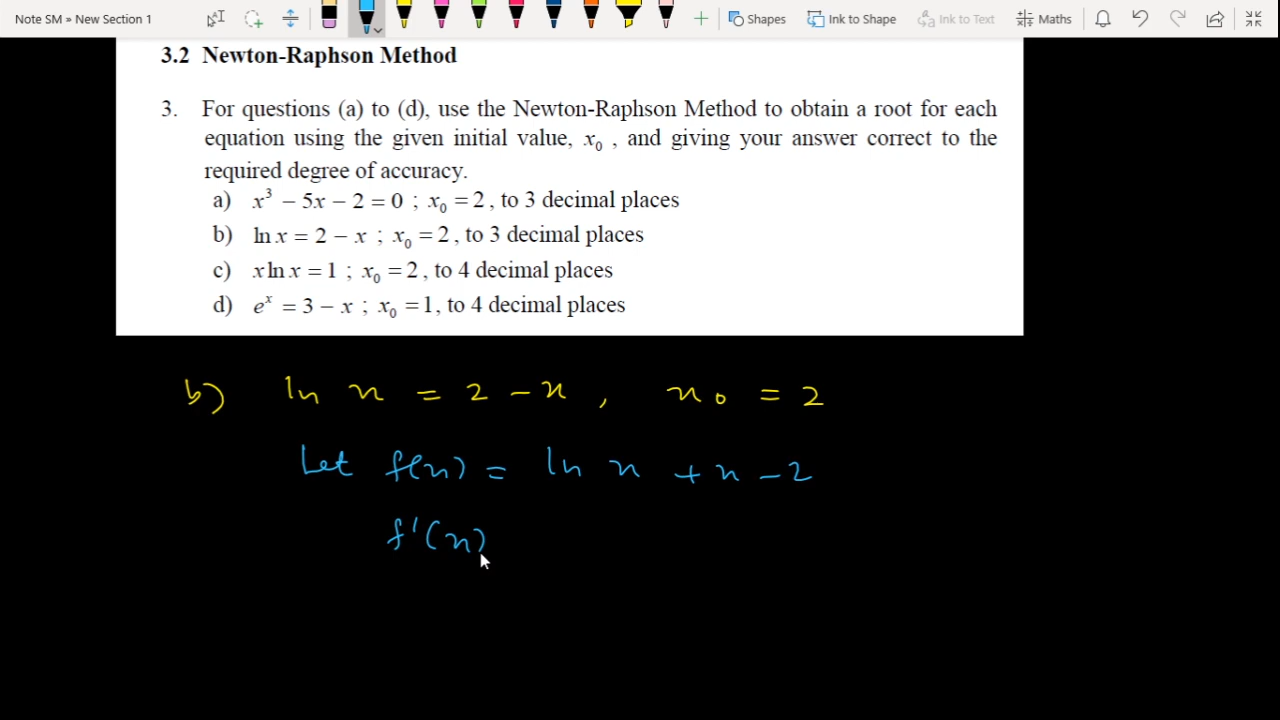 Note SM » New Section 1
Shapes
Ink to Shape
Ink to Text
Maths
3.2 Newton-Raphson Method
3. For questions (a) to (d), use the Newton-Raphson Method to obtain a root for each
equation using the given initial value, x₀ , and giving your answer correct to the
required degree of accuracy.
a) x³ − 5x − 2 = 0 ; x₀ = 2 , to 3 decimal places
b) ln x = 2 − x ; x₀ = 2 , to 3 decimal places
c) x ln x = 1 ; x₀ = 2 , to 4 decimal places
d) eˣ = 3 − x ; x₀ = 1 , to 4 decimal places
b) ln x = 2 − x , x₀ = 2
Let f(x) = ln x + x − 2
f'(x)